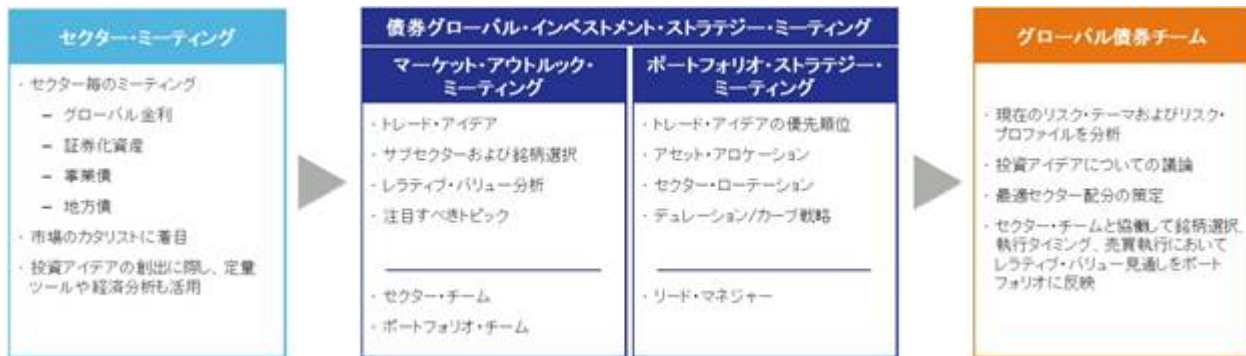 セクター・ミーティング
・セクター毎のミーティング
− グローバル金利
− 証券化資産
− 事業債
− 地方債
・市場のカタリストに着目
・投資アイデアの創出に際し、定量
ツールや経済分析も活用
債券グローバル・インベストメント・ストラテジー・ミーティング
マーケット・アウトルック・
ミーティング
・トレード・アイデア
・サブセクターおよび銘柄選択
・レラティブ・バリュー分析
・注目すべきトピック
・セクター・チーム
・ポートフォリオ・チーム
ポートフォリオ・ストラテジー・
ミーティング
・トレード・アイデアの優先順位
・アセット・アロケーション
・セクター・ローテーション
・デュレーション/カーブ戦略
・リード・マネジャー
グローバル債券チーム
・現在のリスク・テーマおよびリスク・
プロファイルを分析
・投資アイデアについての議論
・最適セクター配分の策定
・セクター・チームと協働して銘柄選択、
執行タイミング、売買執行において
レラティブ・バリュー見通しをポート
フォリオに反映